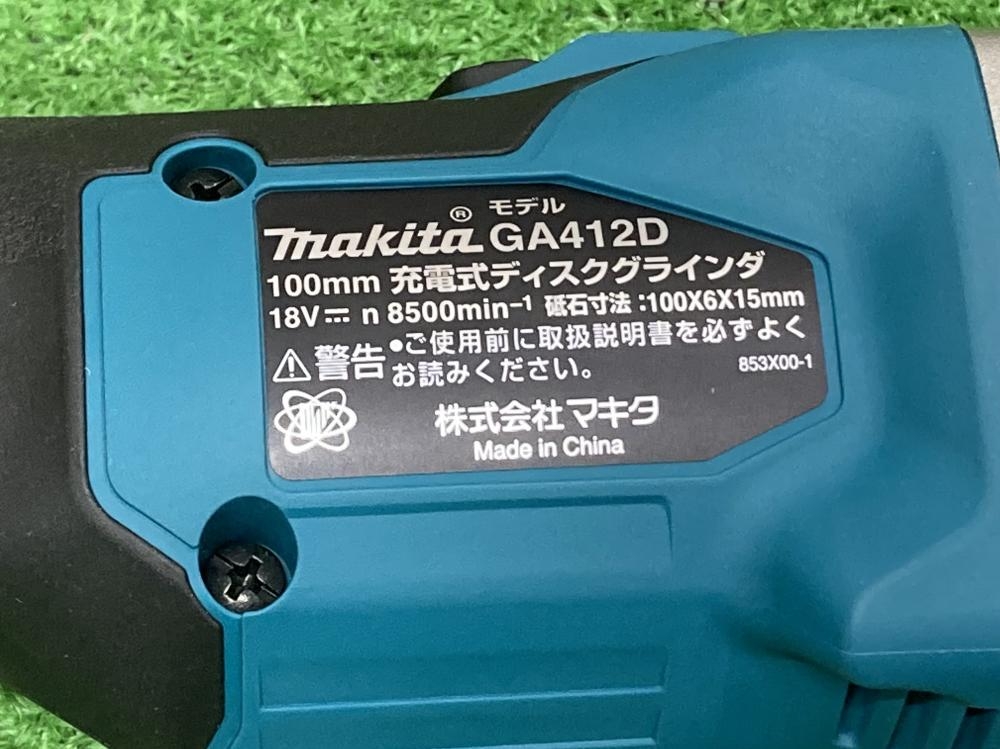 モデル
makita® GA412D
100mm 充電式ディスクグラインダ
18V⎓ n 8500min⁻¹ 砥石寸法:100X6X15mm
⚠警告 •ご使用前に取扱説明書を必ずよく
お読みください。
853X00-1
株式会社マキタ
Made in China